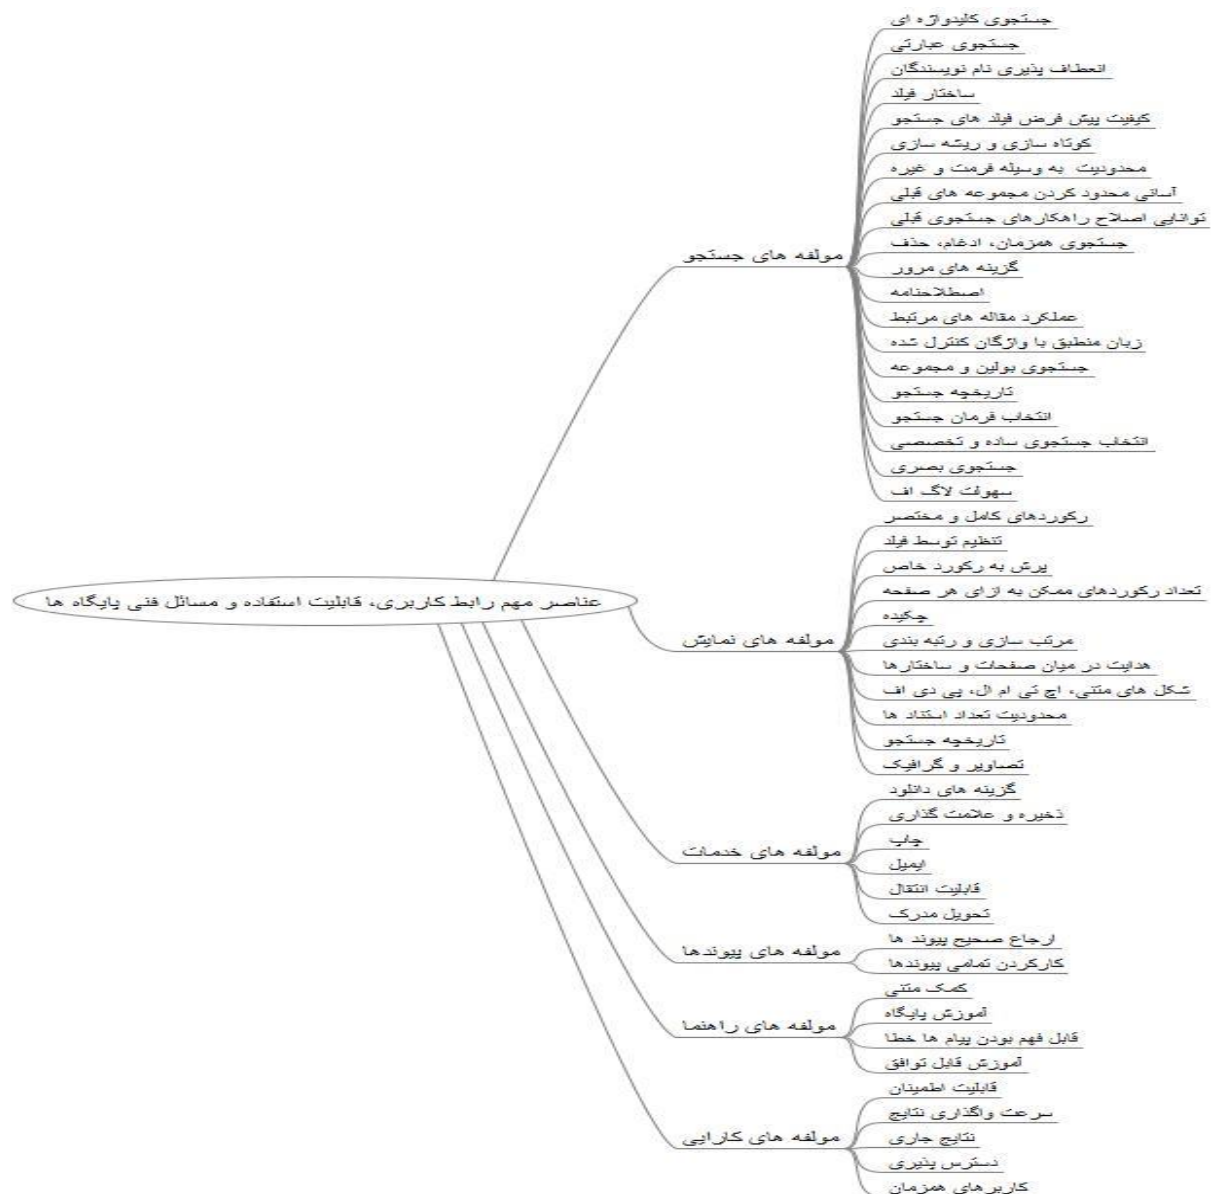 عناصر مهم رابط کاربری، قابلیت استفاده و مسائل فنی پایگاه ها
مولفه های جستجو
جستجوی کلیدواژه ای
جستجوی عبارتی
انعطاف پذیری نام نویسندگان
ساختار فیلد
کیفیت پیش فرض فیلد های جستجو
کوتاه سازی و ریشه سازی
محدودیت به وسیله فرمت و غیره
آسانی محدود کردن مجموعه های قبلی
توانایی اصلاح راهکارهای جستجوی قبلی
جستجوی همزمان، ادغام، حذف
گزینه های مرور
اصطلاحنامه
عملکرد مقاله های مرتبط
زبان منطبق با واژگان کنترل شده
جستجوی بولین و مجموعه
تاریخچه جستجو
انتخاب فرمان جستجو
انتخاب جستجوی ساده و تخصصی
جستجوی بصری
سهولت لاگ اف
مولفه های نمایش
رکوردهای کامل و مختصر
تنظیم توسط فیلد
پرش به رکورد خاص
تعداد رکوردهای ممکن به ازای هر صفحه
چکیده
مرتب سازی و رتبه بندی
هدایت در میان صفحات و ساختارها
شکل های متنی، اچ تی ام ال، پی دی اف
محدودیت تعداد استناد ها
تاریخچه جستجو
تصاویر و گرافیک
مولفه های خدمات
گزینه های دانلود
ذخیره و علامت گذاری
چاپ
ایمیل
قابلیت انتقال
تحویل مدرک
مولفه های پیوندها
ارجاع صحیح پیوند ها
کارکردن تمامی پیوندها
مولفه های راهنما
کمک متنی
آموزش پایگاه
قابل فهم بودن پیام ها خطا
آموزش قابل توافق
مولفه های کارایی
قابلیت اطمینان
سرعت واگذاری نتایج
نتایج جاری
دسترس پذیری
کاربرهای همزمان